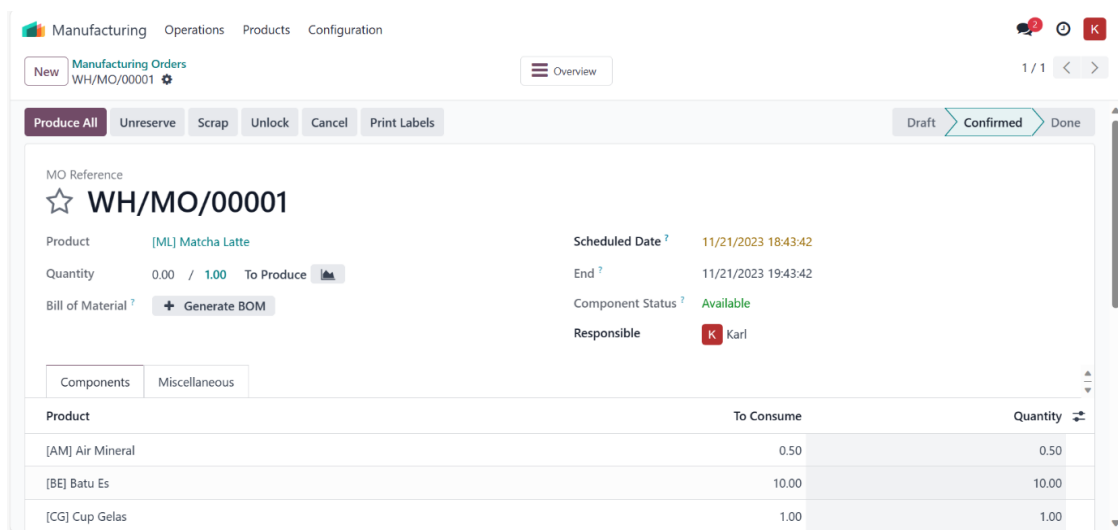 Manufacturing Operations Products Configuration 2 K
New Manufacturing Orders
WH/MO/00001
Overview
1 / 1
Produce All Unreserve Scrap Unlock Cancel Print Labels Draft Confirmed Done
MO Reference
WH/MO/00001
Product [ML] Matcha Latte Scheduled Date ? 11/21/2023 18:43:42
Quantity 0.00 / 1.00 To Produce End ? 11/21/2023 19:43:42
Bill of Material ? + Generate BOM Component Status ? Available
Responsible K Karl
Components Miscellaneous
Product To Consume Quantity
[AM] Air Mineral 0.50 0.50
[BE] Batu Es 10.00 10.00
[CG] Cup Gelas 1.00 1.00